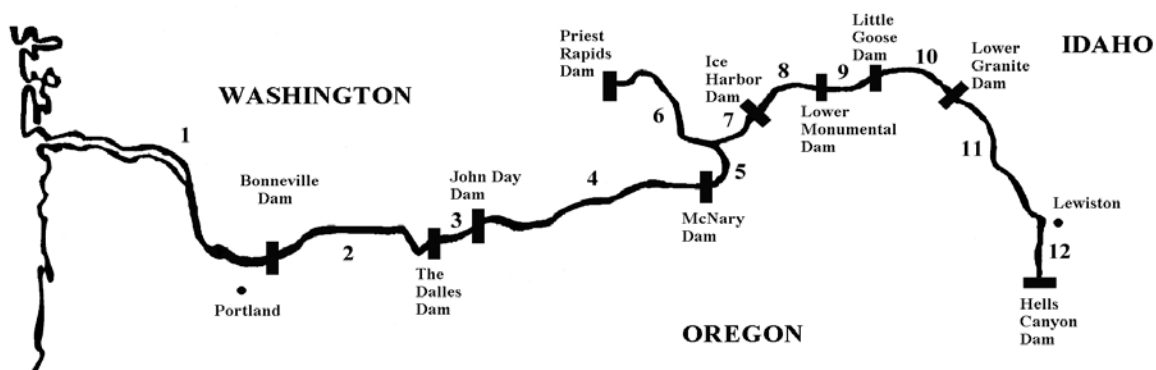 Priest
Rapids
Dam
Little
Goose
Dam
10
Lower
Granite
Dam
IDAHO
Ice
Harbor
Dam
8
9
WASHINGTON
6
7
Lower
Monumental
Dam
1
11
Bonneville
Dam
John Day
Dam
4
5
McNary
Dam
Lewiston
3
2
12
The
Dalles
Dam
Portland
OREGON
Hells
Canyon
Dam